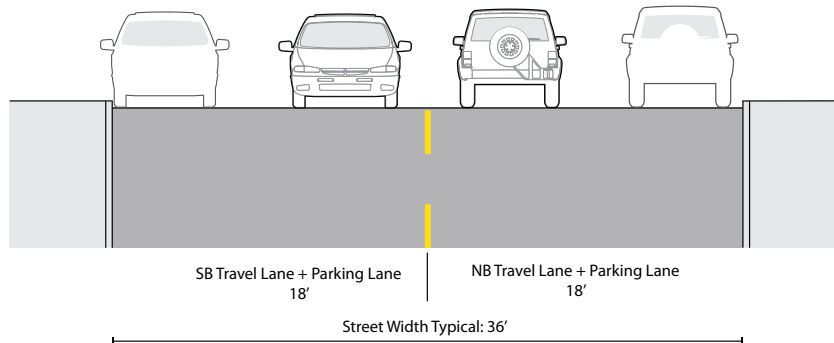 SB Travel Lane + Parking Lane
18’
NB Travel Lane + Parking Lane
18’
Street Width Typical: 36’